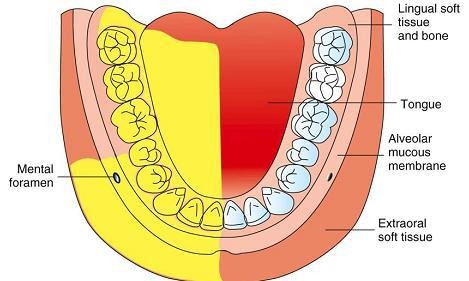 Lingual soft
tissue
and bone
Tongue
Alveolar
mucous
membrane
Mental
foramen
Extraoral
soft tissue